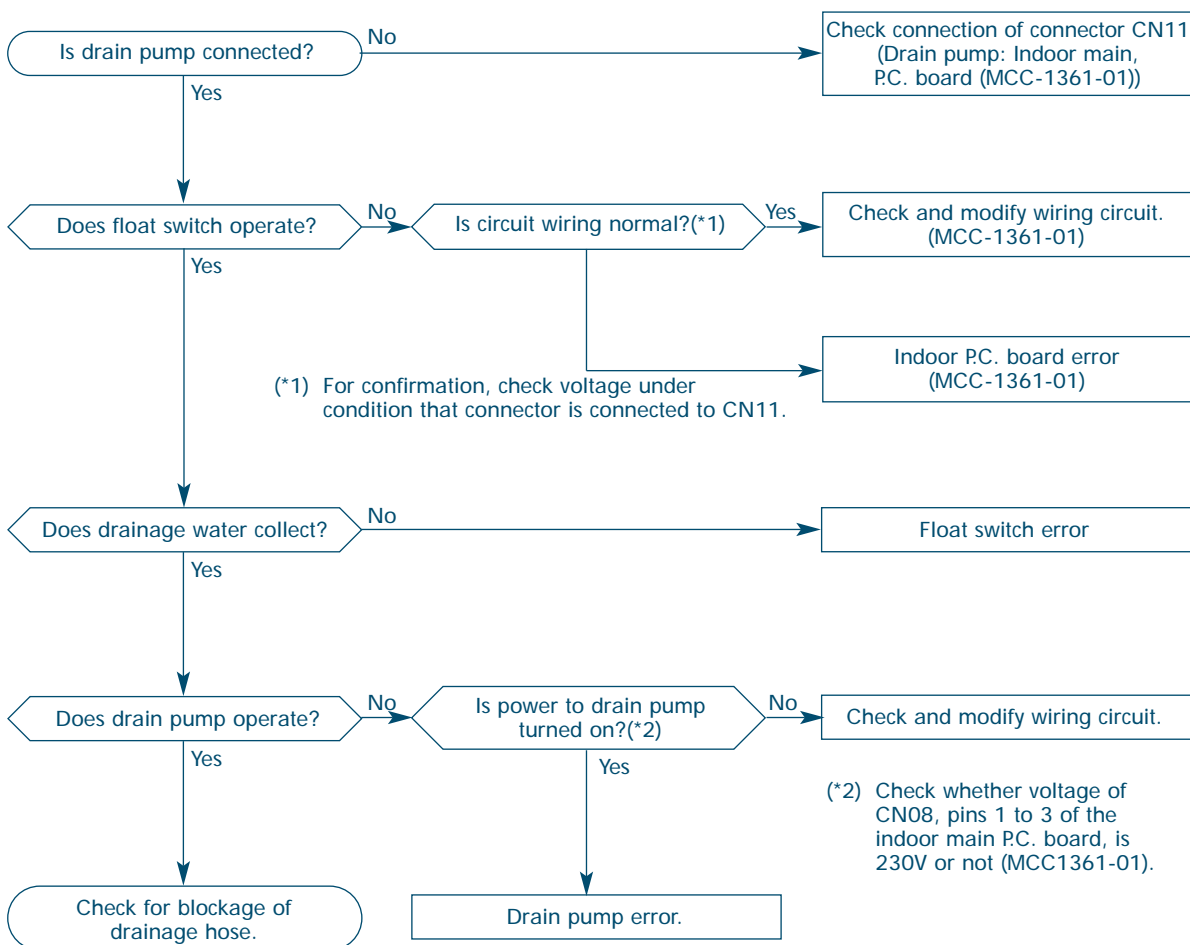 Is drain pump connected?
No
Check connection of connector CN11
(Drain pump: Indoor main,
P.C. board (MCC-1361-01))
Yes
Does float switch operate?
No
Is circuit wiring normal?(*1)
Yes
Check and modify wiring circuit.
(MCC-1361-01)
Yes
Indoor P.C. board error
(MCC-1361-01)
(*1) For confirmation, check voltage under
condition that connector is connected to CN11.
Does drainage water collect?
No
Float switch error
Yes
Does drain pump operate?
No
Is power to drain pump
turned on?(*2)
No
Check and modify wiring circuit.
Yes
Yes
(*2) Check whether voltage of
CN08, pins 1 to 3 of the
indoor main P.C. board, is
230V or not (MCC1361-01).
Check for blockage of
drainage hose.
Drain pump error.